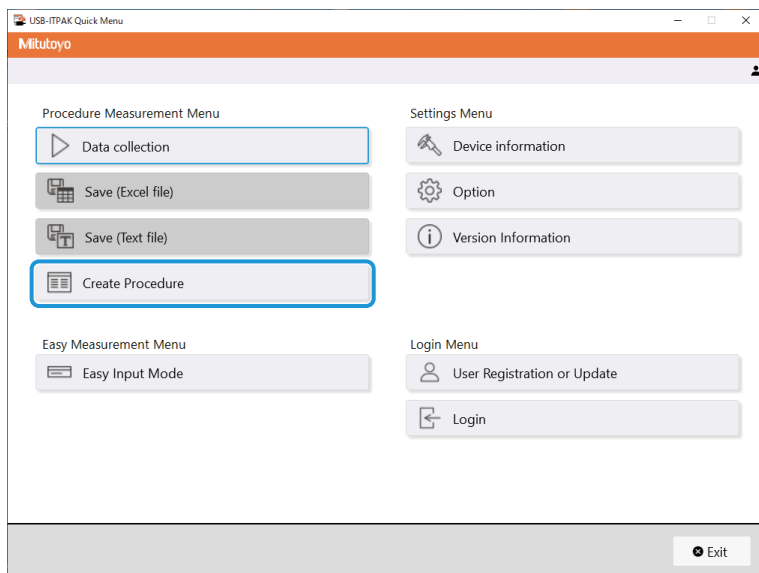 USB-ITPAK Quick Menu
Mitutoyo
Procedure Measurement Menu
Data collection
Save (Excel file)
Save (Text file)
Create Procedure
Easy Measurement Menu
Easy Input Mode
Settings Menu
Device information
Option
Version Information
Login Menu
User Registration or Update
Login
Exit